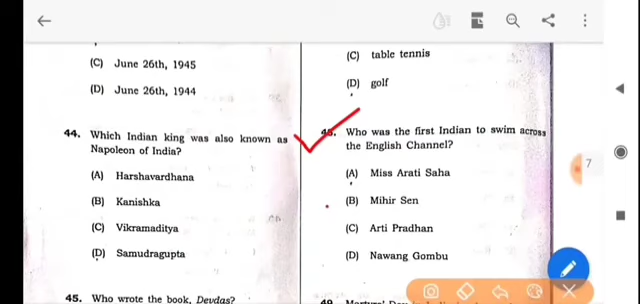 (C) June 26th, 1945
(D) June 26th, 1944
44. Which Indian king was also known as
Napoleon of India?
(A) Harshavardhana
(B) Kanishka
(C) Vikramaditya
(D) Samudragupta
45. Who wrote the book, Devdas?
(C) table tennis
(D) golf
Who was the first Indian to swim across
the English Channel?
(A) Miss Arati Saha
(B) Mihir Sen
(C) Arti Pradhan
(D) Nawang Gombu
7